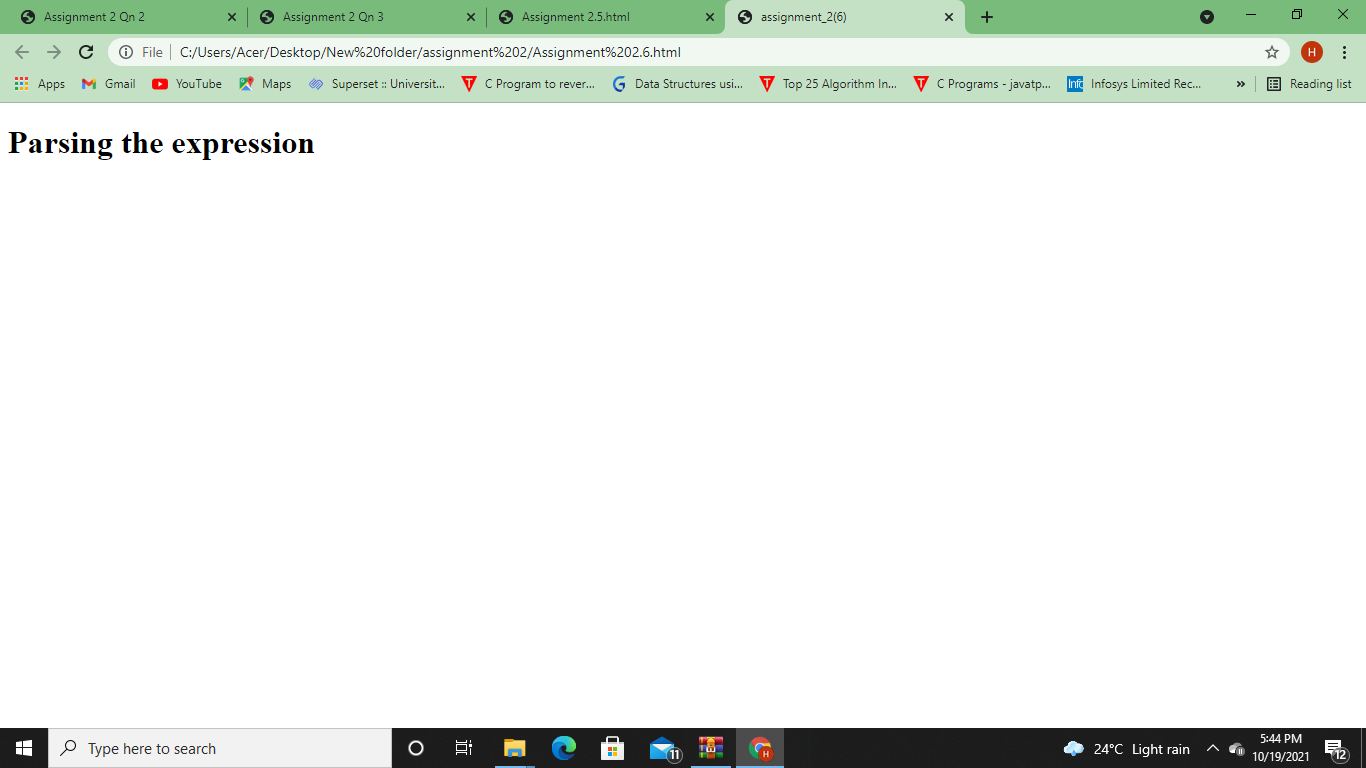 Assignment 2 Qn 2
Assignment 2 Qn 3
Assignment 2.5.html
assignment_2(6)
File
C:/Users/Acer/Desktop/New%20folder/assignment%202/Assignment%202.6.html
H
Apps
Gmail
YouTube
Maps
Superset :: Universit...
T
C Program to rever...
G
Data Structures usi...
T
Top 25 Algorithm In...
T
C Programs - javatp...
Info
Infosys Limited Rec...
»
Reading list
Parsing the expression
Type here to search
11
H
24°C Light rain
5:44 PM
10/19/2021
12